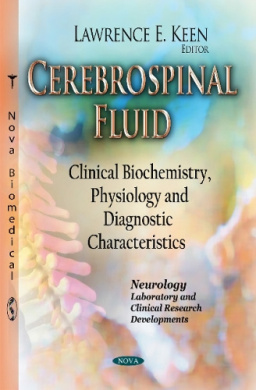 LAWRENCE E. KEEN
EDITOR
CEREBROSPINAL
FLUID
Clinical Biochemistry,
Physiology and
Diagnostic
Characteristics
Neurology
Laboratory and
Clinical Research
Developments
Nova Biomedical
NOVA